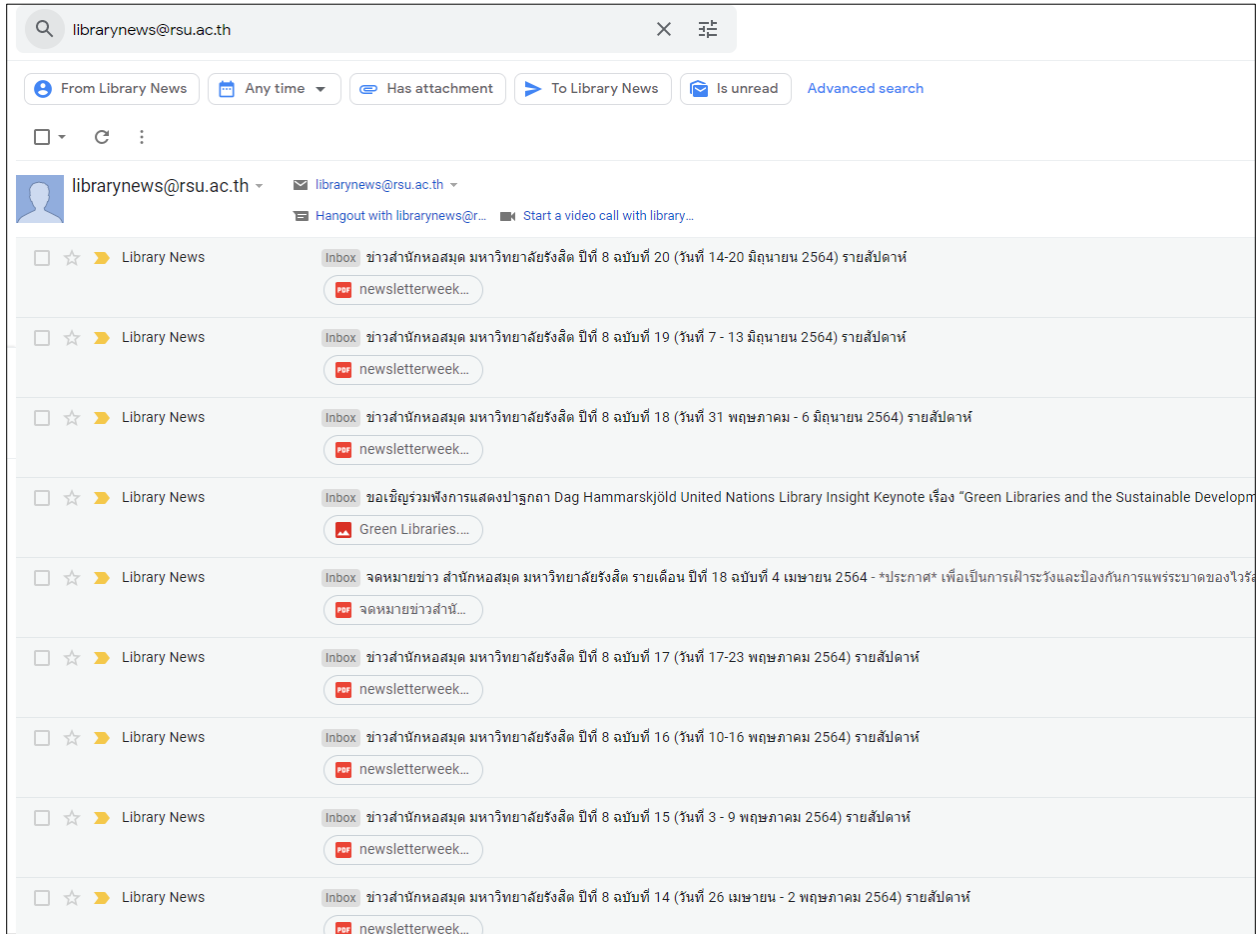 librarynews@rsu.ac.th
From Library News Any time Has attachment To Library News Is unread Advanced search
librarynews@rsu.ac.th librarynews@rsu.ac.th
Hangout with librarynews@r... Start a video call with library...
Library News Inbox ข่าวสำนักหอสมุด มหาวิทยาลัยรังสิต ปีที่ 8 ฉบับที่ 20 (วันที่ 14-20 มิถุนายน 2564) รายสัปดาห์
PDF newsletterweek...
Library News Inbox ข่าวสำนักหอสมุด มหาวิทยาลัยรังสิต ปีที่ 8 ฉบับที่ 19 (วันที่ 7 - 13 มิถุนายน 2564) รายสัปดาห์
PDF newsletterweek...
Library News Inbox ข่าวสำนักหอสมุด มหาวิทยาลัยรังสิต ปีที่ 8 ฉบับที่ 18 (วันที่ 31 พฤษภาคม - 6 มิถุนายน 2564) รายสัปดาห์
PDF newsletterweek...
Library News Inbox ขอเชิญร่วมฟังการแสดงปาฐกถา Dag Hammarskjöld United Nations Library Insight Keynote เรื่อง “Green Libraries and the Sustainable Developm
Green Libraries....
Library News Inbox จดหมายข่าว สำนักหอสมุด มหาวิทยาลัยรังสิต รายเดือน ปีที่ 18 ฉบับที่ 4 เมษายน 2564 - *ประกาศ* เพื่อเป็นการเฝ้าระวังและป้องกันการแพร่ระบาดของไวรัส
PDF จดหมายข่าวสำนั...
Library News Inbox ข่าวสำนักหอสมุด มหาวิทยาลัยรังสิต ปีที่ 8 ฉบับที่ 17 (วันที่ 17-23 พฤษภาคม 2564) รายสัปดาห์
PDF newsletterweek...
Library News Inbox ข่าวสำนักหอสมุด มหาวิทยาลัยรังสิต ปีที่ 8 ฉบับที่ 16 (วันที่ 10-16 พฤษภาคม 2564) รายสัปดาห์
PDF newsletterweek...
Library News Inbox ข่าวสำนักหอสมุด มหาวิทยาลัยรังสิต ปีที่ 8 ฉบับที่ 15 (วันที่ 3 - 9 พฤษภาคม 2564) รายสัปดาห์
PDF newsletterweek...
Library News Inbox ข่าวสำนักหอสมุด มหาวิทยาลัยรังสิต ปีที่ 8 ฉบับที่ 14 (วันที่ 26 เมษายน - 2 พฤษภาคม 2564) รายสัปดาห์
PDF newsletterweek...